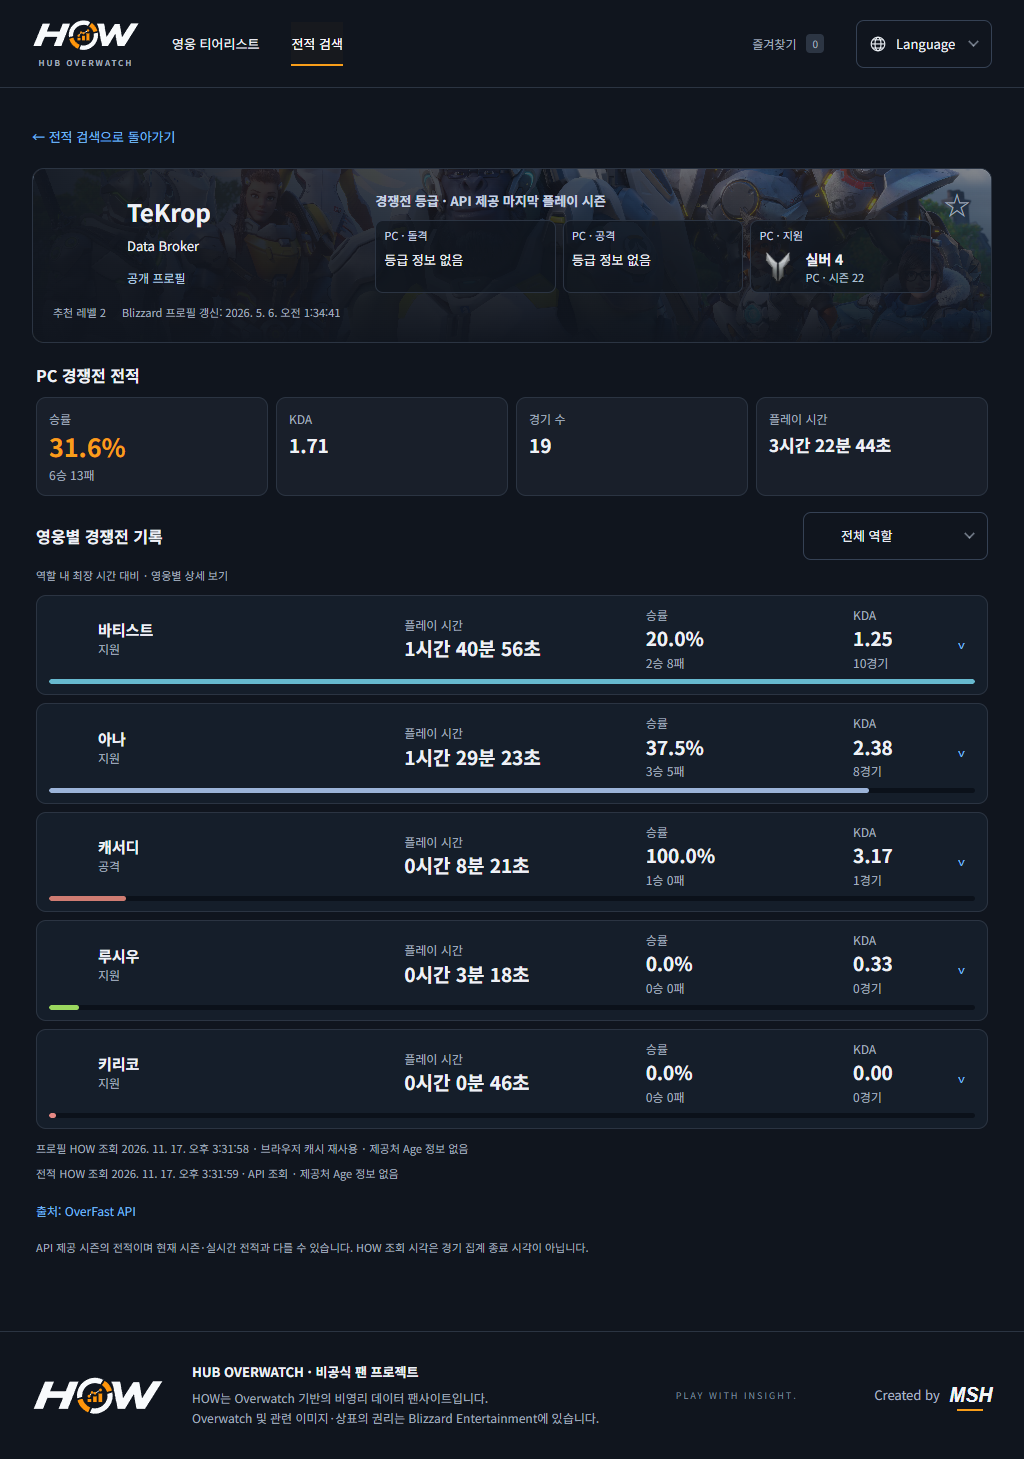 HOW
HUB OVERWATCH
영웅 티어리스트
전적 검색
즐겨찾기 0
Language
← 전적 검색으로 돌아가기
TeKrop
Data Broker
공개 프로필
추천 레벨 2 Blizzard 프로필 갱신: 2026. 5. 6. 오전 1:34:41
경쟁전 등급 · API 제공 마지막 플레이 시즌
PC · 돌격
등급 정보 없음
PC · 공격
등급 정보 없음
PC · 지원
실버 4
PC · 시즌 22
PC 경쟁전 전적
승률
31.6%
6승 13패
KDA
1.71
경기 수
19
플레이 시간
3시간 22분 44초
영웅별 경쟁전 기록
전체 역할
역할 내 최장 시간 대비 · 영웅별 상세 보기
바티스트
지원
플레이 시간
1시간 40분 56초
승률
20.0%
2승 8패
KDA
1.25
10경기
v
아나
지원
플레이 시간
1시간 29분 23초
승률
37.5%
3승 5패
KDA
2.38
8경기
v
캐서디
공격
플레이 시간
0시간 8분 21초
승률
100.0%
1승 0패
KDA
3.17
1경기
v
루시우
지원
플레이 시간
0시간 3분 18초
승률
0.0%
0승 0패
KDA
0.33
0경기
v
키리코
지원
플레이 시간
0시간 0분 46초
승률
0.0%
0승 0패
KDA
0.00
0경기
v
프로필 HOW 조회 2026. 11. 17. 오후 3:31:58 · 브라우저 캐시 재사용 · 제공처 Age 정보 없음
전적 HOW 조회 2026. 11. 17. 오후 3:31:59 · API 조회 · 제공처 Age 정보 없음
출처: OverFast API
API 제공 시즌의 전적이며 현재 시즌·실시간 전적과 다를 수 있습니다. HOW 조회 시각은 경기 집계 종료 시각이 아닙니다.
HOW
HUB OVERWATCH · 비공식 팬 프로젝트
HOW는 Overwatch 기반의 비영리 데이터 팬사이트입니다.
Overwatch 및 관련 이미지·상표의 권리는 Blizzard Entertainment에 있습니다.
PLAY WITH INSIGHT.
Created by MSH